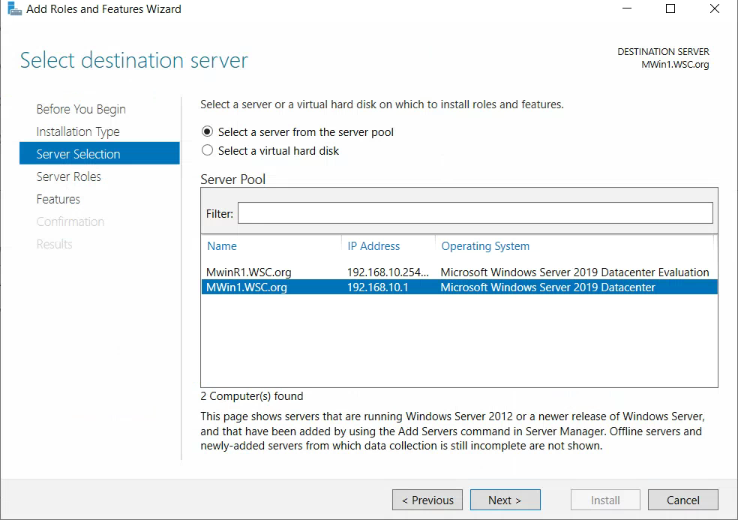 Add Roles and Features Wizard
Select destination server
DESTINATION SERVER
MWin1.WSC.org
Before You Begin
Installation Type
Server Selection
Server Roles
Features
Confirmation
Results
Select a server or a virtual hard disk on which to install roles and features.
Select a server from the server pool
Select a virtual hard disk
Server Pool
Filter:
Name IP Address Operating System
MwinR1.WSC.org 192.168.10.254... Microsoft Windows Server 2019 Datacenter Evaluation
MWin1.WSC.org 192.168.10.1 Microsoft Windows Server 2019 Datacenter
2 Computer(s) found
This page shows servers that are running Windows Server 2012 or a newer release of Windows Server,
and that have been added by using the Add Servers command in Server Manager. Offline servers and
newly-added servers from which data collection is still incomplete are not shown.
< Previous Next > Install Cancel